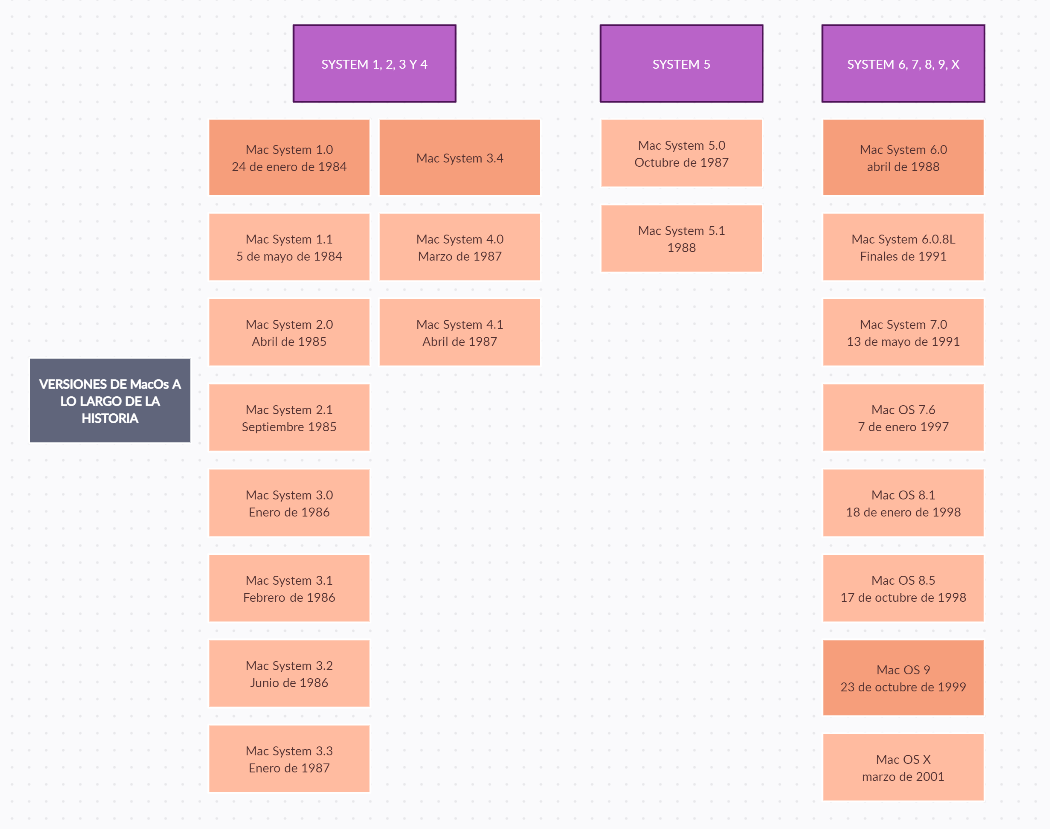 VERSIONES DE MacOs A
LO LARGO DE LA
HISTORIA
SYSTEM 1, 2, 3 Y 4
Mac System 1.0
24 de enero de 1984
Mac System 1.1
5 de mayo de 1984
Mac System 2.0
Abril de 1985
Mac System 2.1
Septiembre 1985
Mac System 3.0
Enero de 1986
Mac System 3.1
Febrero de 1986
Mac System 3.2
Junio de 1986
Mac System 3.3
Enero de 1987
Mac System 3.4
Mac System 4.0
Marzo de 1987
Mac System 4.1
Abril de 1987
SYSTEM 5
Mac System 5.0
Octubre de 1987
Mac System 5.1
1988
SYSTEM 6, 7, 8, 9, X
Mac System 6.0
abril de 1988
Mac System 6.0.8L
Finales de 1991
Mac System 7.0
13 de mayo de 1991
Mac OS 7.6
7 de enero 1997
Mac OS 8.1
18 de enero de 1998
Mac OS 8.5
17 de octubre de 1998
Mac OS 9
23 de octubre de 1999
Mac OS X
marzo de 2001